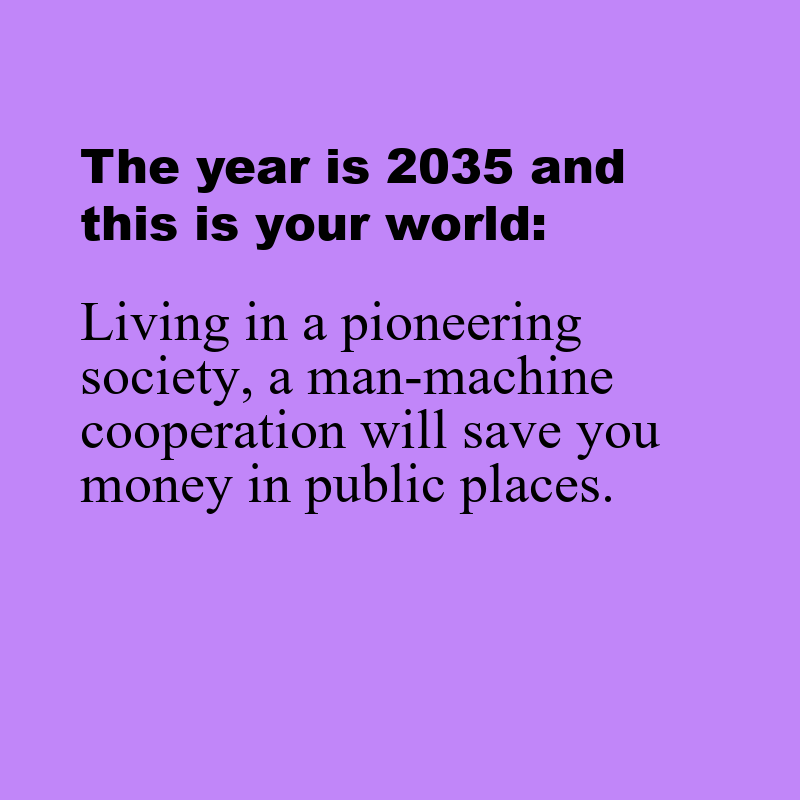 The year is 2035 and
this is your world:
Living in a pioneering
society, a man-machine
cooperation will save you
money in public places.